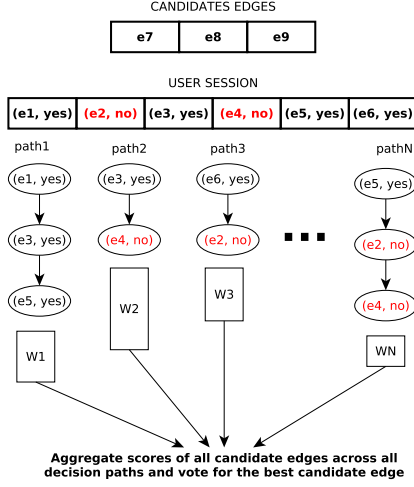 CANDIDATES EDGES
e7 e8 e9
USER SESSION
(e1, yes) (e2, no) (e3, yes) (e4, no) (e5, yes) (e6, yes)
path1 path2 path3 pathN
(e1, yes) (e3, yes) (e6, yes) (e5, yes)
(e3, yes) (e4, no) (e2, no) (e2, no)
(e5, yes) (e4, no)
W1 W2 W3 WN
Aggregate scores of all candidate edges across all
decision paths and vote for the best candidate edge